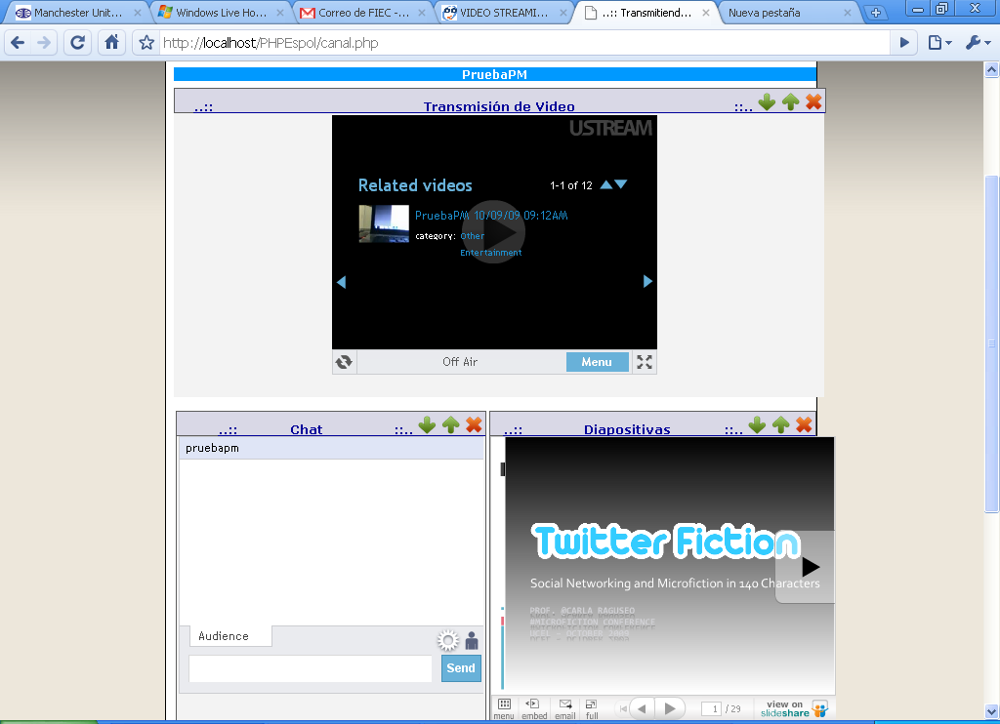 Manchester Unit...
Windows Live Ho...
Correo de FIEC -...
VIDEO STREAMI...
..:: Transmitiend...
Nueva pestaña
http://localhost/PHPEspol/canal.php
PruebaPM
..:: Transmisión de Video ::..
USTREAM
Related videos 1-1 of 12
PruebaPM 10/09/09 09:12AM
category: Other
Entertainment
Off Air Menu
..:: Chat ::..
pruebapm
Audience
Send
..:: Diapositivas ::..
Twitter Fiction
Social Networking and Microfiction in 140 Characters
PROF. @CARLA_RAGUSEO
#MICROFICTION CONFERENCE
UCEL - OCTOBER 2009
menu embed email full 1 / 29 view on slideshare